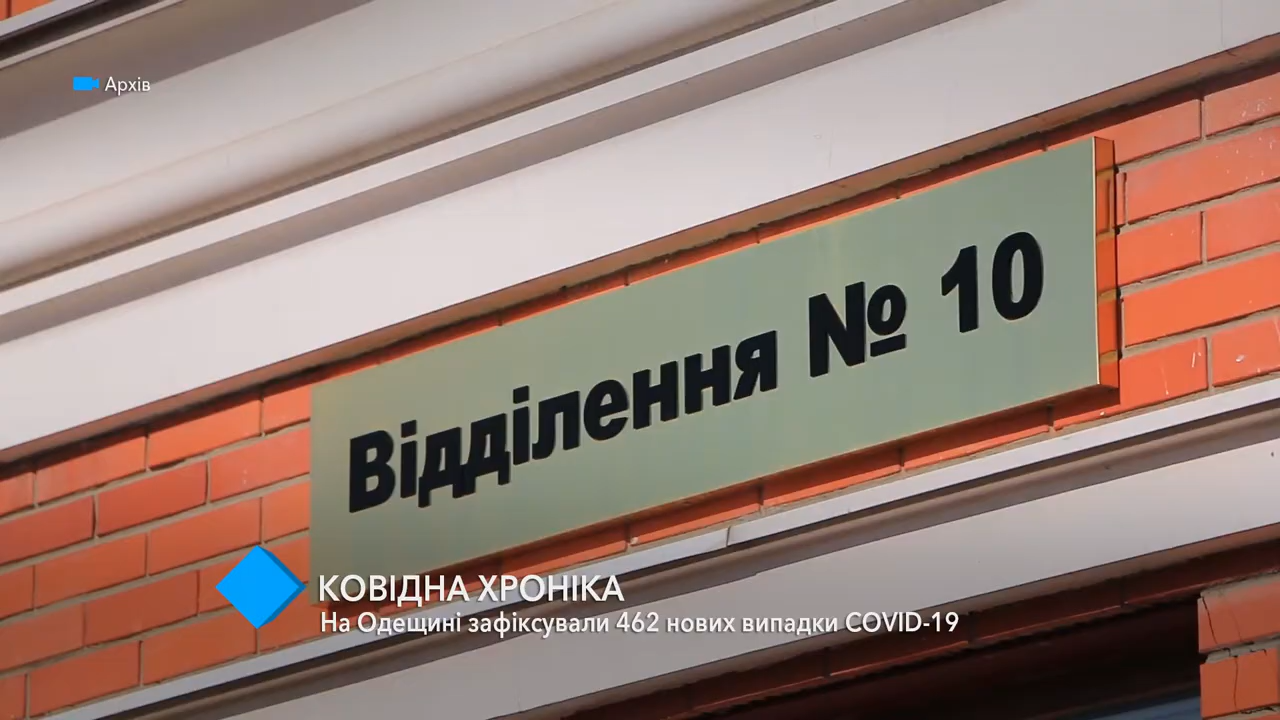 Архів
Відділення № 10
КОВІДНА ХРОНІКА
На Одещині зафіксували 462 нових випадки COVID-19